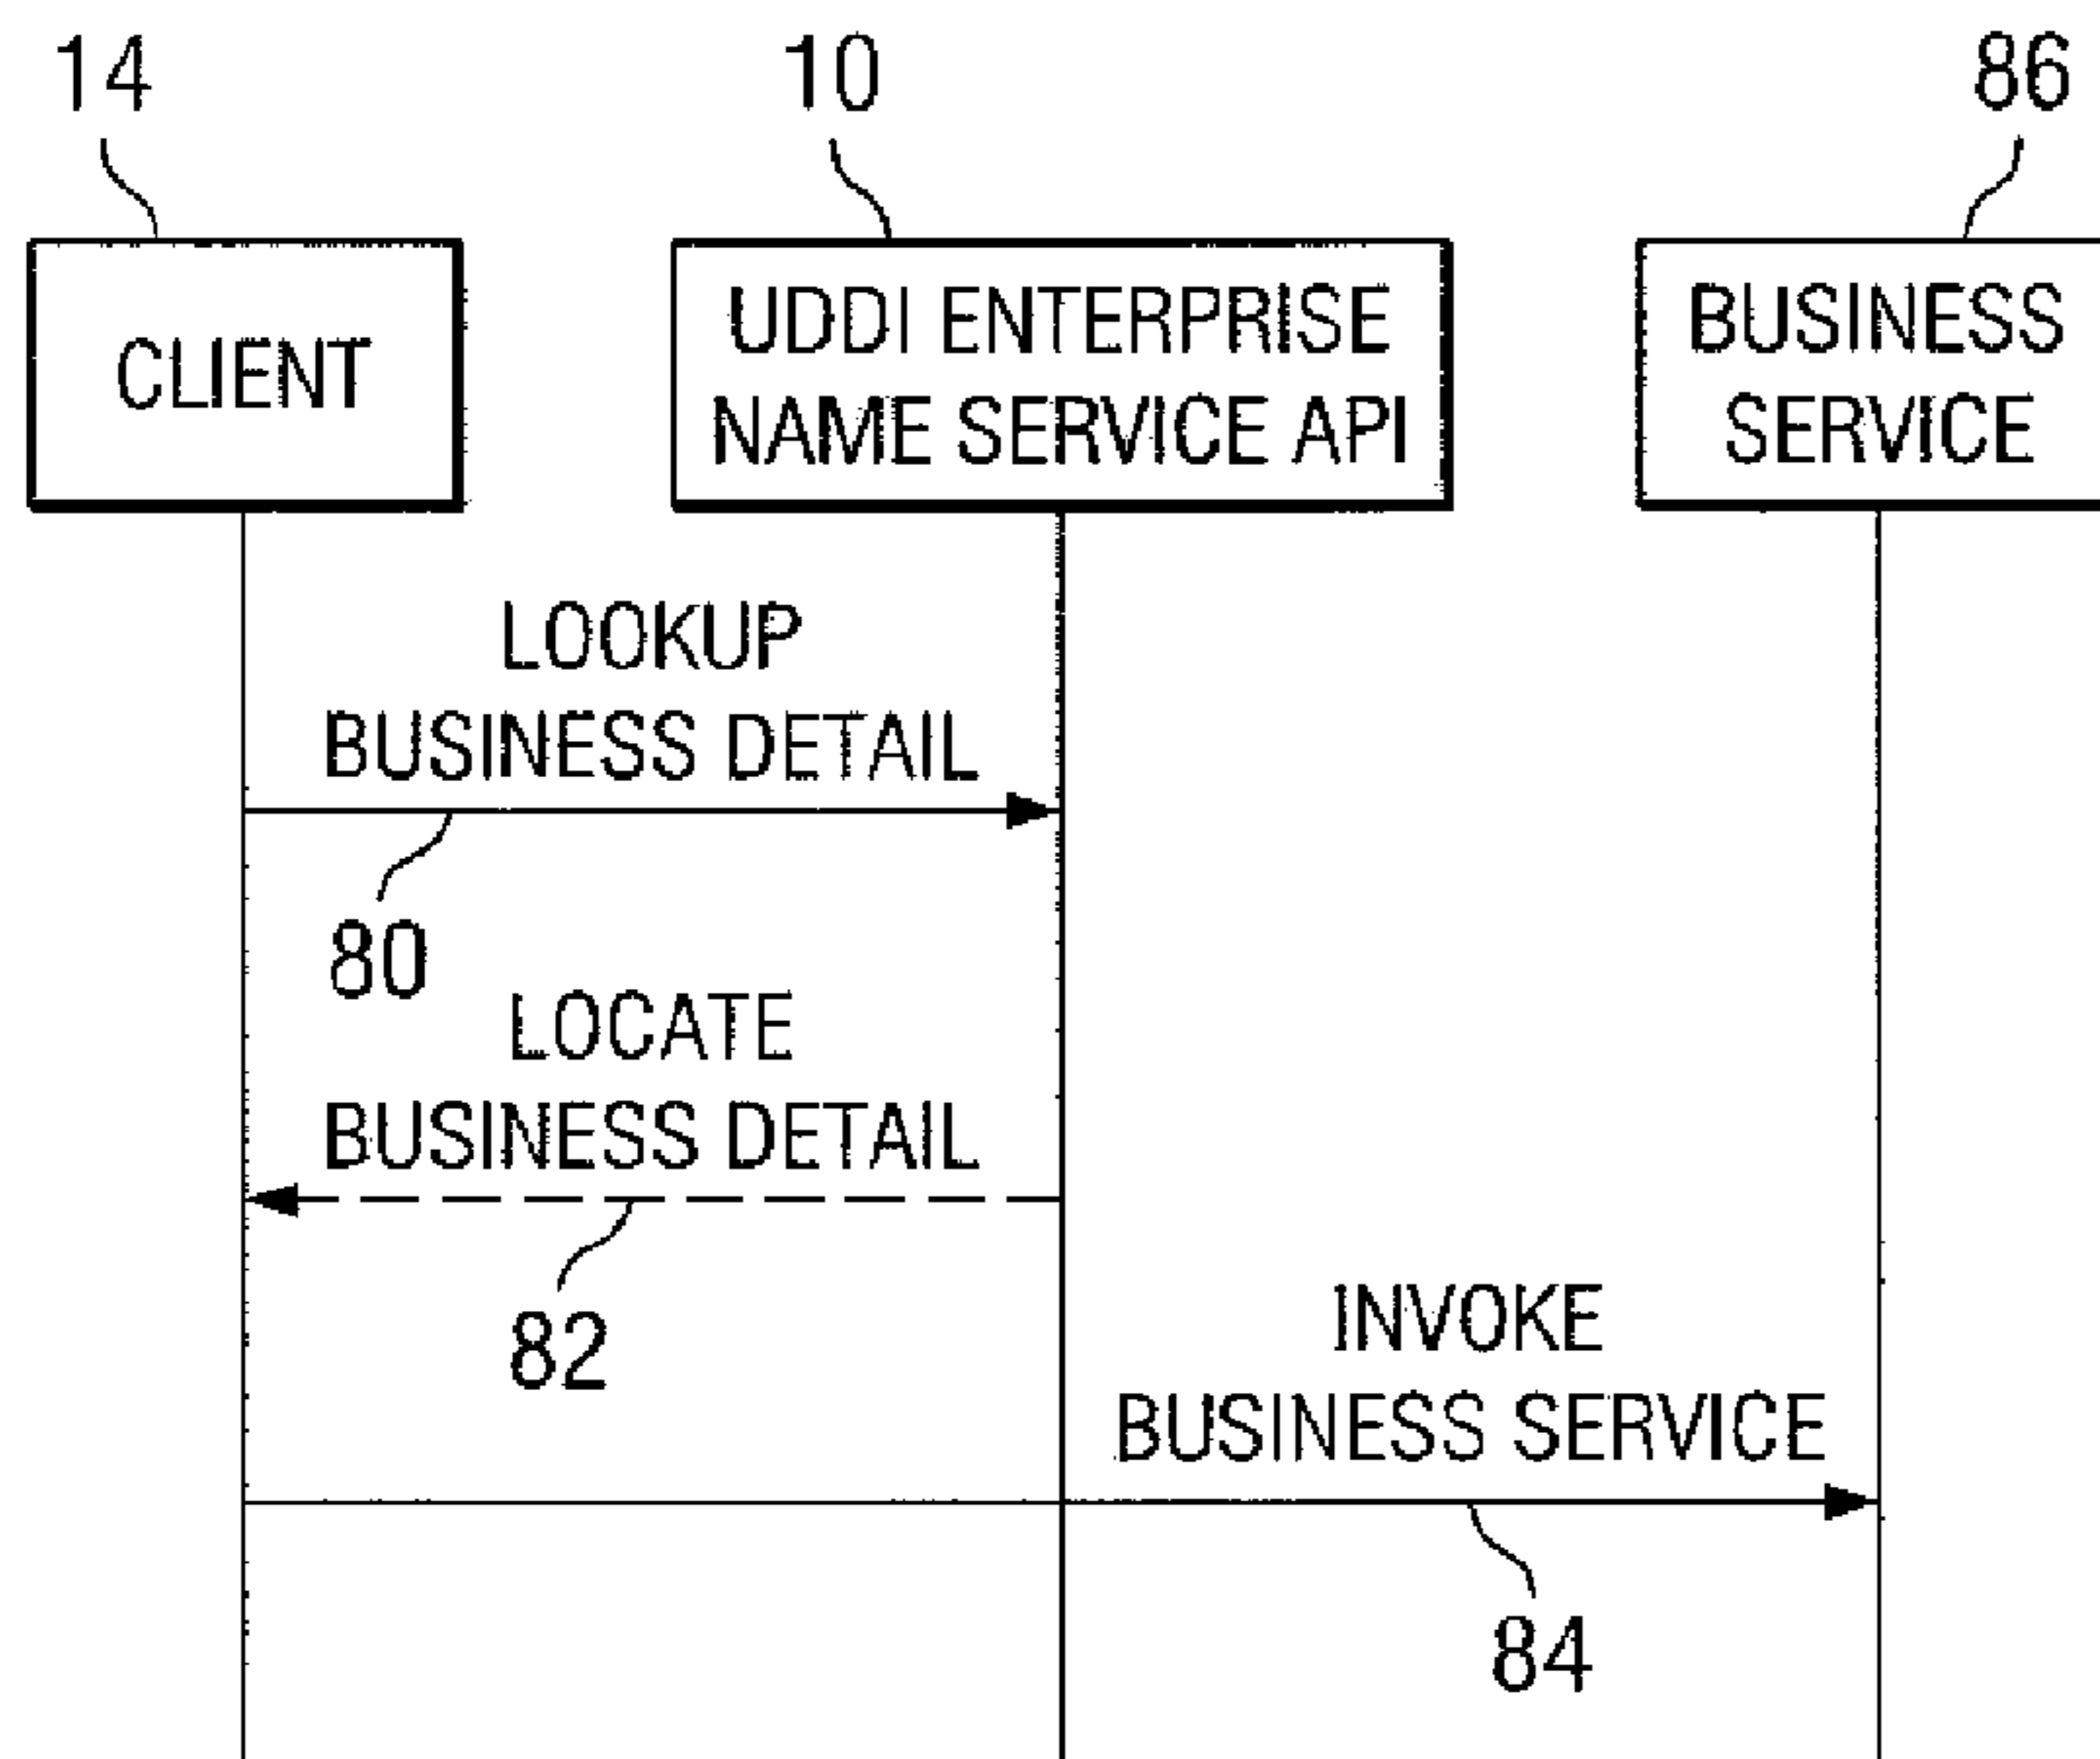 14
10
86
CLIENT
UDDI ENTERPRISE
NAME SERVICE API
BUSINESS
SERVICE
LOOKUP
BUSINESS DETAIL
80
LOCATE
BUSINESS DETAIL
82
INVOKE
BUSINESS SERVICE
84